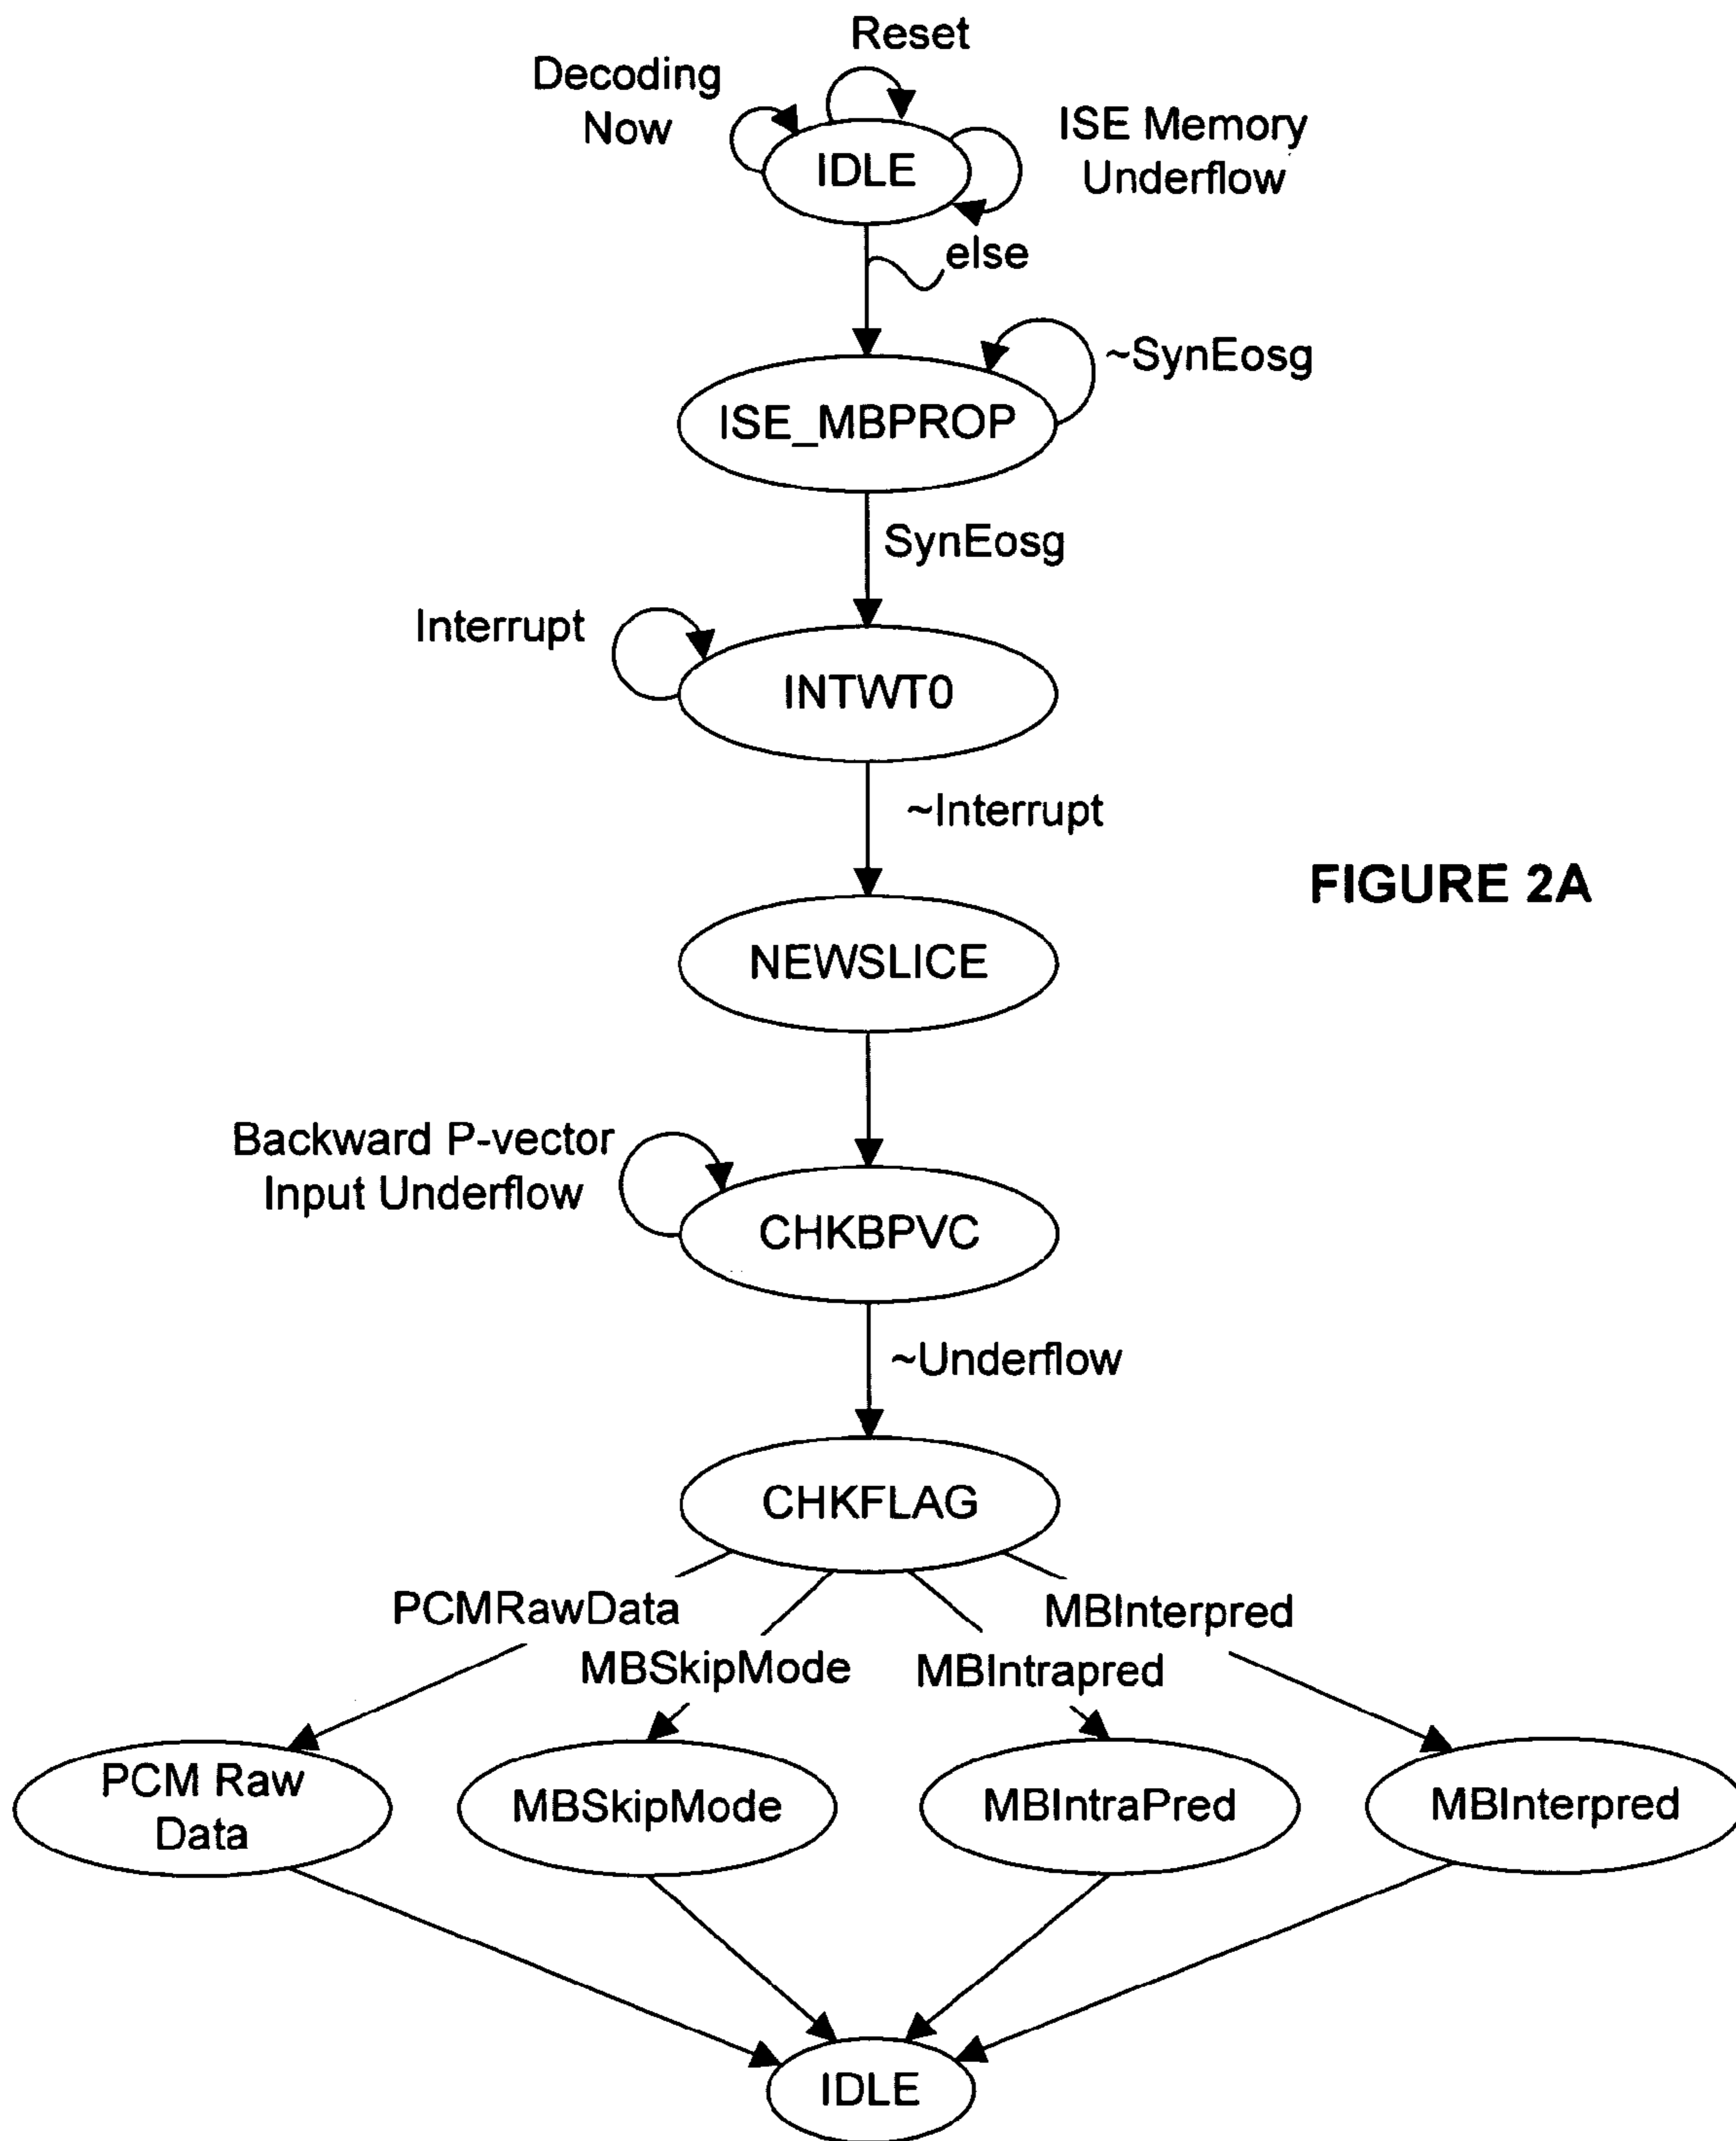 Reset
Decoding
Now
ISE Memory
Underflow
IDLE
else
~SynEosg
ISE_MBPROP
SynEosg
Interrupt
INTWT0
~Interrupt
FIGURE 2A
NEWSLICE
Backward P-vector
Input Underflow
CHKBPVC
~Underflow
CHKFLAG
PCMRawData
MBInterpred
MBSkipMode
MBIntrapred
PCM Raw
Data
MBSkipMode
MBIntraPred
MBInterpred
IDLE